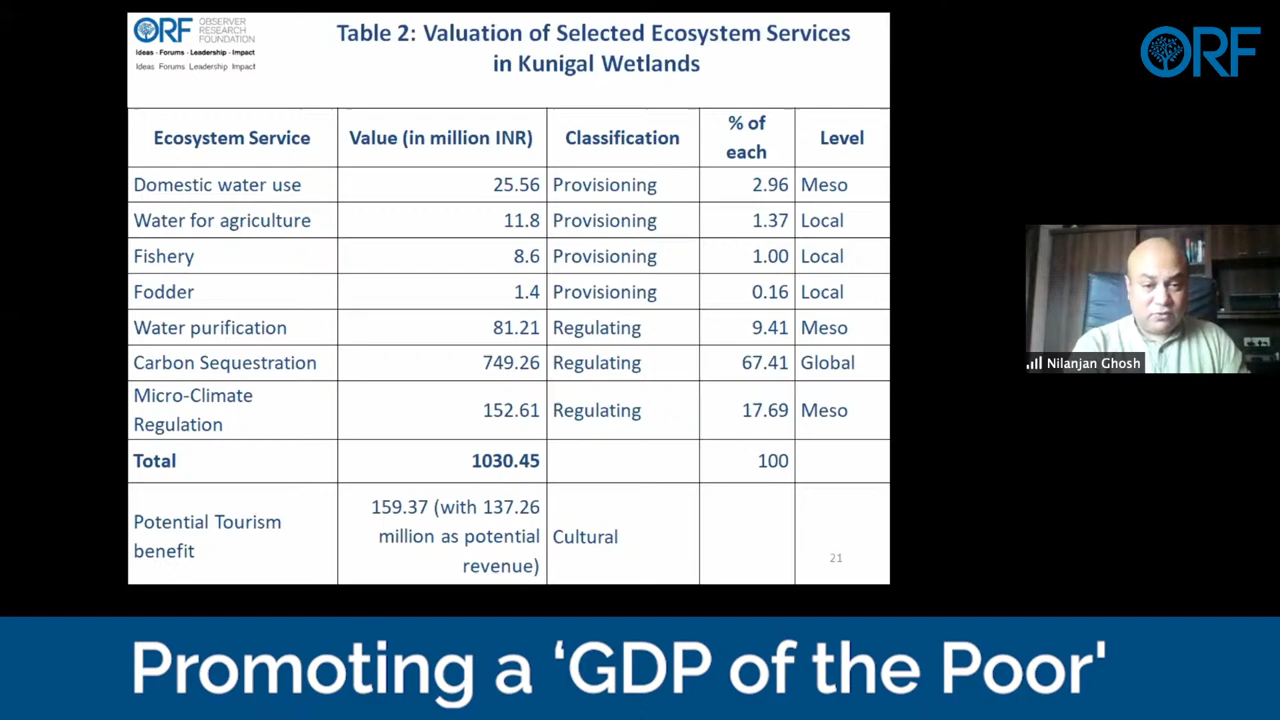 ORF OBSERVER RESEARCH FOUNDATION
Ideas · Forums · Leadership · Impact
Ideas Forums Leadership Impact
Table 2: Valuation of Selected Ecosystem Services
in Kunigal Wetlands
ORF
Ecosystem Service Value (in million INR) Classification % of each Level
Domestic water use 25.56 Provisioning 2.96 Meso
Water for agriculture 11.8 Provisioning 1.37 Local
Fishery 8.6 Provisioning 1.00 Local
Fodder 1.4 Provisioning 0.16 Local
Water purification 81.21 Regulating 9.41 Meso
Carbon Sequestration 749.26 Regulating 67.41 Global
Micro-Climate Regulation 152.61 Regulating 17.69 Meso
Total 1030.45 100
Potential Tourism benefit 159.37 (with 137.26 million as potential revenue) Cultural
21
Nilanjan Ghosh
Promoting a ‘GDP of the Poor'